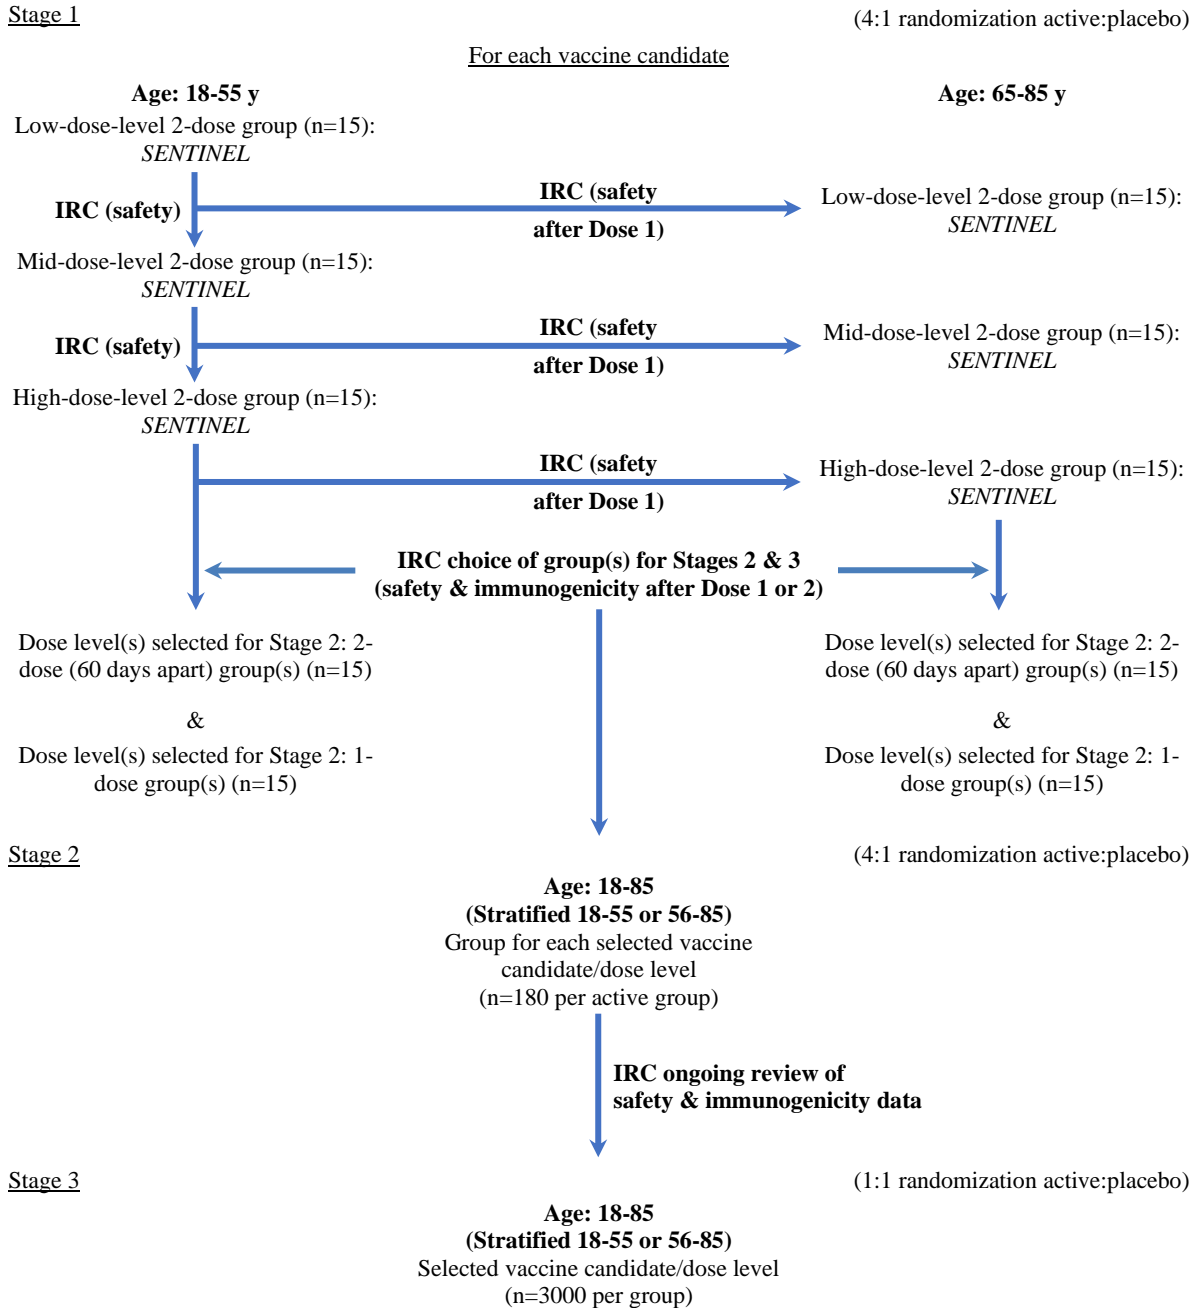 Stage 1
(4:1 randomization active:placebo)
For each vaccine candidate
Age: 18-55 y
Age: 65-85 y
Low-dose-level 2-dose group (n=15):
SENTINEL
IRC (safety)
IRC (safety
after Dose 1)
Low-dose-level 2-dose group (n=15):
SENTINEL
Mid-dose-level 2-dose group (n=15):
SENTINEL
IRC (safety)
IRC (safety
after Dose 1)
Mid-dose-level 2-dose group (n=15):
SENTINEL
High-dose-level 2-dose group (n=15):
SENTINEL
IRC (safety
after Dose 1)
High-dose-level 2-dose group (n=15):
SENTINEL
IRC choice of group(s) for Stages 2 & 3
(safety & immunogenicity after Dose 1 or 2)
Dose level(s) selected for Stage 2: 2-
dose (60 days apart) group(s) (n=15)
&
Dose level(s) selected for Stage 2: 1-
dose group(s) (n=15)
Dose level(s) selected for Stage 2: 2-
dose (60 days apart) group(s) (n=15)
&
Dose level(s) selected for Stage 2: 1-
dose group(s) (n=15)
Stage 2
(4:1 randomization active:placebo)
Age: 18-85
(Stratified 18-55 or 56-85)
Group for each selected vaccine
candidate/dose level
(n=180 per active group)
IRC ongoing review of
safety & immunogenicity data
Stage 3
(1:1 randomization active:placebo)
Age: 18-85
(Stratified 18-55 or 56-85)
Selected vaccine candidate/dose level
(n=3000 per group)